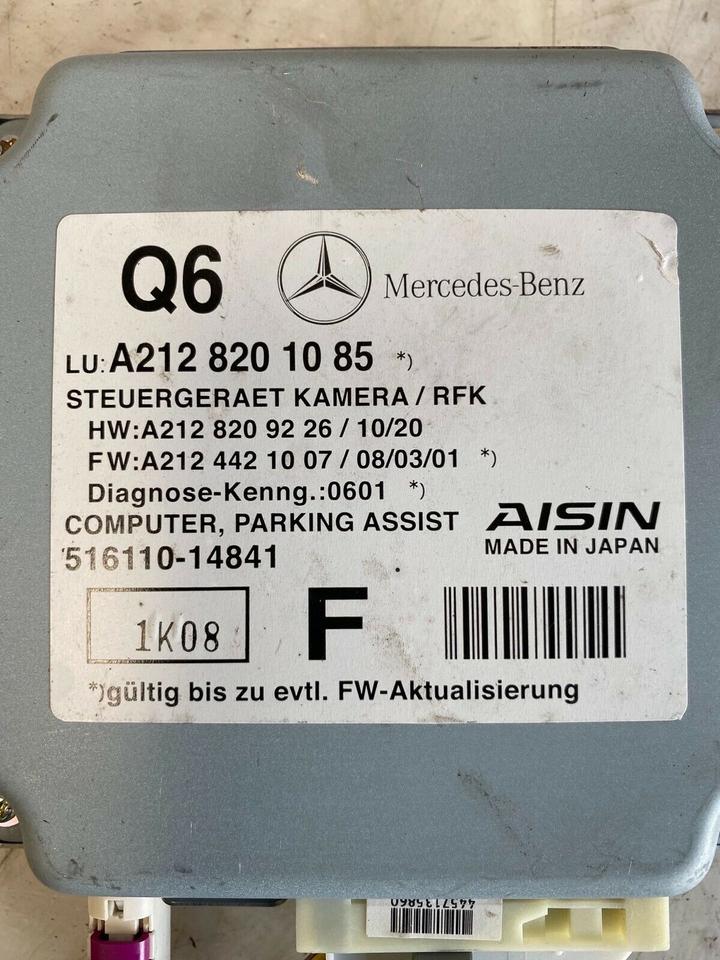 Q6 Mercedes-Benz
LU:A212 820 10 85 *)
STEUERGERAET KAMERA / RFK
HW:A212 820 92 26 / 10/20
FW:A212 442 10 07 / 08/03/01 *)
Diagnose-Kenng.:0601 *)
COMPUTER, PARKING ASSIST AISIN
516110-14841 MADE IN JAPAN
1K08 F
*)gültig bis zu evtl. FW-Aktualisierung
4457135860